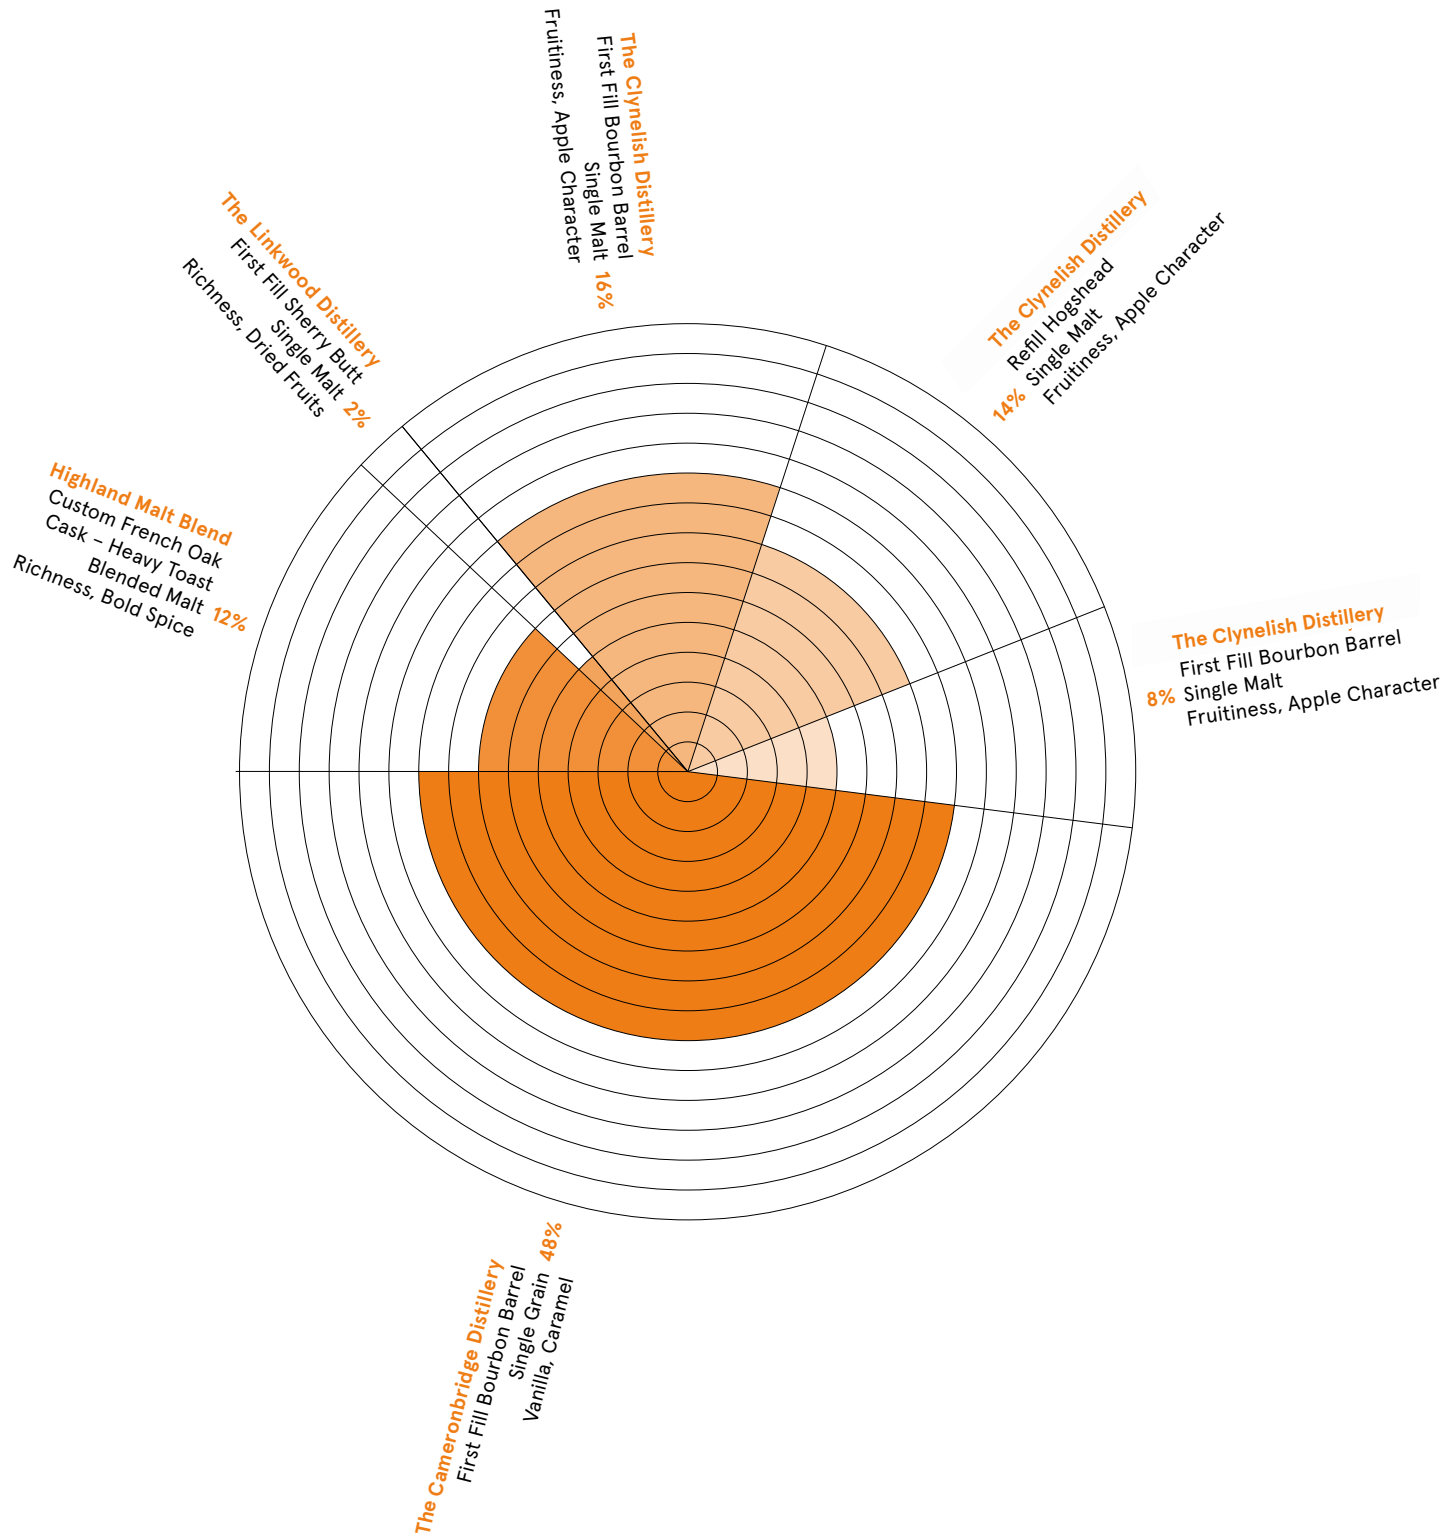 The Clynelish Distillery
First Fill Bourbon Barrel
Single Malt 16%
Fruitiness, Apple Character
The Clynelish Distillery
Refill Hogshead
14% Single Malt
Fruitiness, Apple Character
The Clynelish Distillery
First Fill Bourbon Barrel
8% Single Malt
Fruitiness, Apple Character
The Cameronbridge Distillery
First Fill Bourbon Barrel
Single Grain 48%
Vanilla, Caramel
Highland Malt Blend
Custom French Oak
Cask – Heavy Toast
Blended Malt 12%
Richness, Bold Spice
The Linkwood Distillery
First Fill Sherry Butt
Single Malt 2%
Richness, Dried Fruits